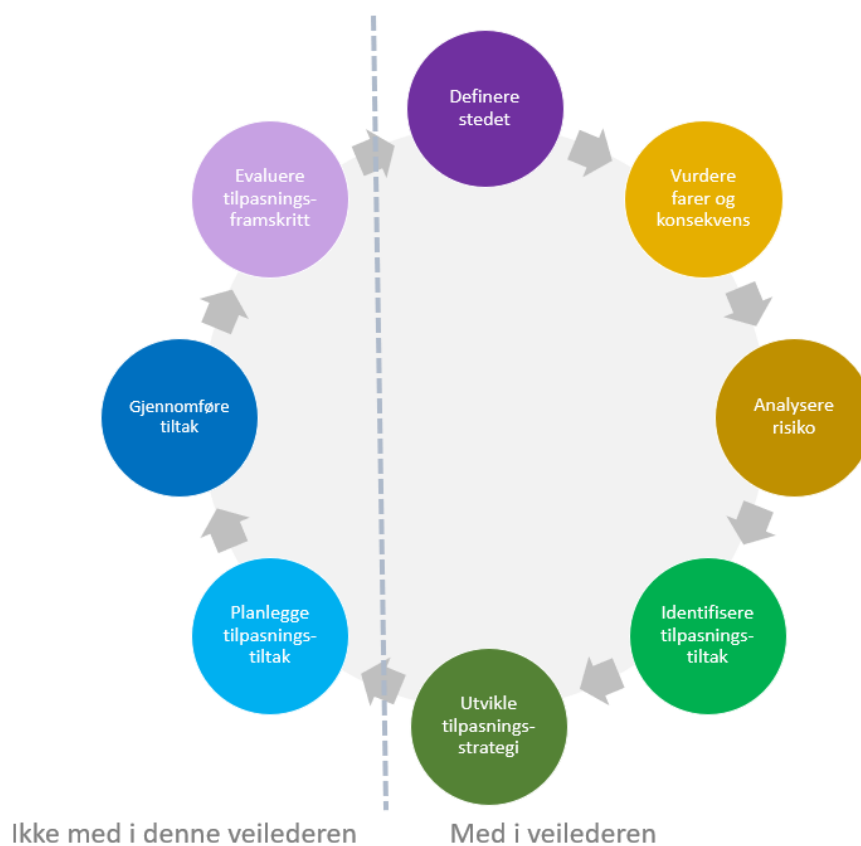 Definere
stedet
Vurdere
farer og
konsekvens
Analysere
risiko
Identifisere
tilpasnings-
tiltak
Utvikle
tilpasnings-
strategi
Planlegge
tilpasnings-
tiltak
Gjennomføre
tiltak
Evaluere
tilpasnings-
framskritt
Ikke med i denne veilederen
Med i veilederen